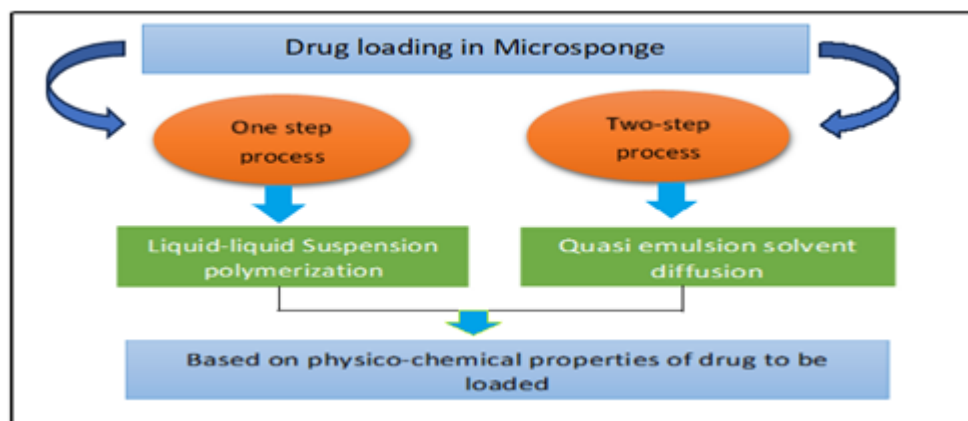 Drug loading in Microsponge
One step
process
Two-step
process
Liquid-liquid Suspension
polymerization
Quasi emulsion solvent
diffusion
Based on physico-chemical properties of drug to be
loaded